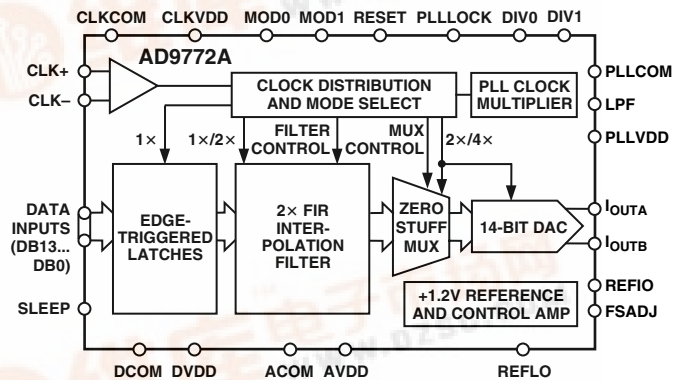 CLKCOM CLKVDD MOD0 MOD1 RESET PLLLOCK DIV0 DIV1
AD9772A
CLK+
CLK–
CLOCK DISTRIBUTION
AND MODE SELECT
PLL CLOCK
MULTIPLIER
PLLCOM
LPF
PLLVDD
1×
1×/2×
FILTER
CONTROL
MUX
CONTROL
2×/4×
DATA
INPUTS
(DB13...
DB0)
EDGE-
TRIGGERED
LATCHES
2× FIR
INTER-
POLATION
FILTER
ZERO
STUFF
MUX
14-BIT DAC
IOUTA
IOUTB
SLEEP
+1.2V REFERENCE
AND CONTROL AMP
REFIO
FSADJ
DCOM DVDD ACOM AVDD REFLO